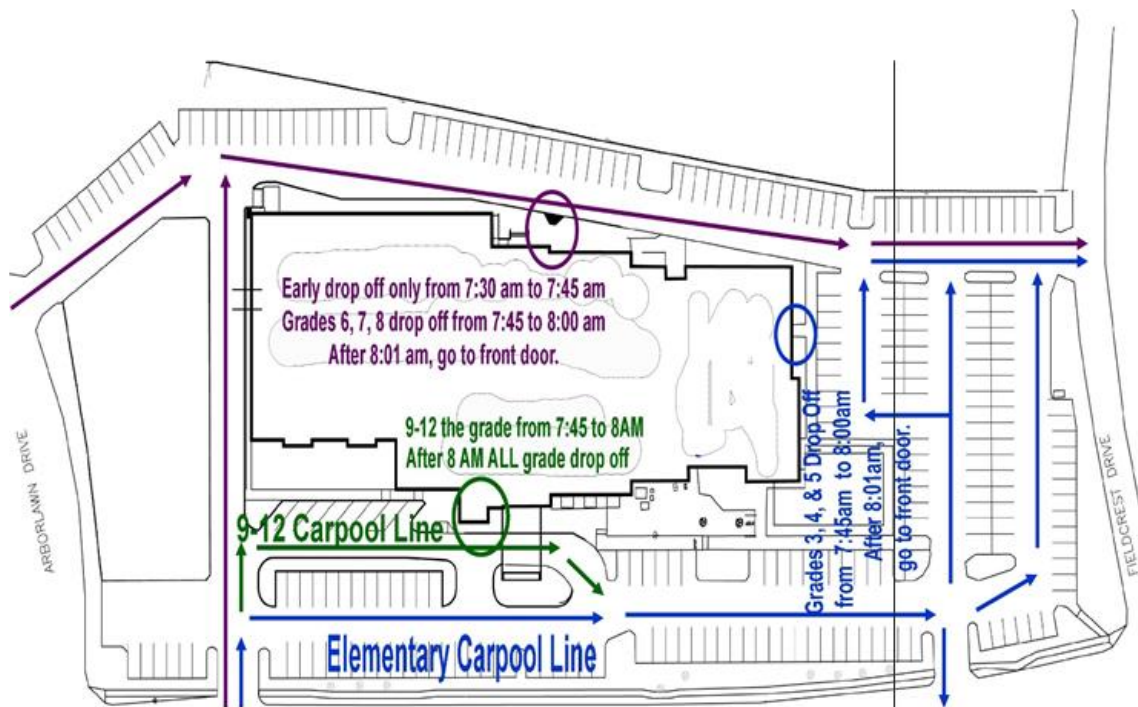 Early drop off only from 7:30 am to 7:45 am
Grades 6, 7, 8 drop off from 7:45 to 8:00 am
After 8:01 am, go to front door.
9-12 the grade from 7:45 to 8AM
After 8 AM ALL grade drop off
9-12 Carpool Line
Elementary Carpool Line
Grades 3, 4, & 5 Drop Off
from 7:45am to 8:00am
After 8:01am,
go to front door.
ARBORLAWN DRIVE
FIELDCREST DRIVE